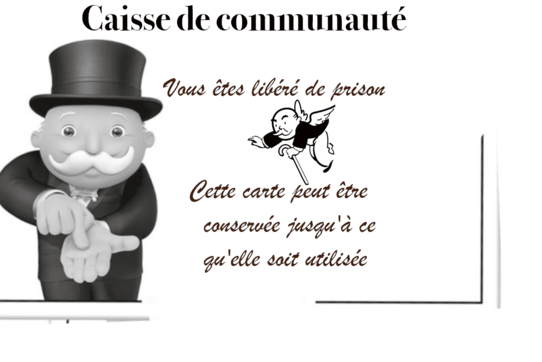 Caisse de communauté
Vous êtes libéré de prison
Cette carte peut être
conservée jusqu'à ce
qu'elle soit utilisée